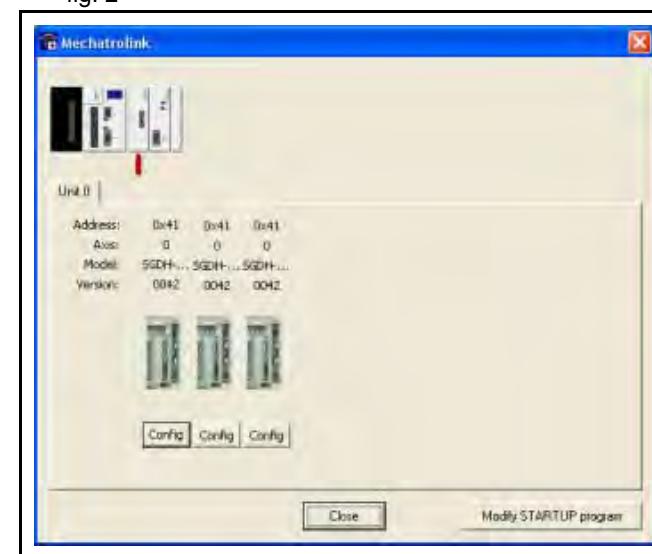 fig. 2
Mechatrolink
Unit 0
Address: 0x41 0x41 0x41
Axis: 0 0 0
Model: SGDH-... SGDH-... SGDH-...
Version: 0042 0042 0042
Config Config Config
Close Modify STARTUP program